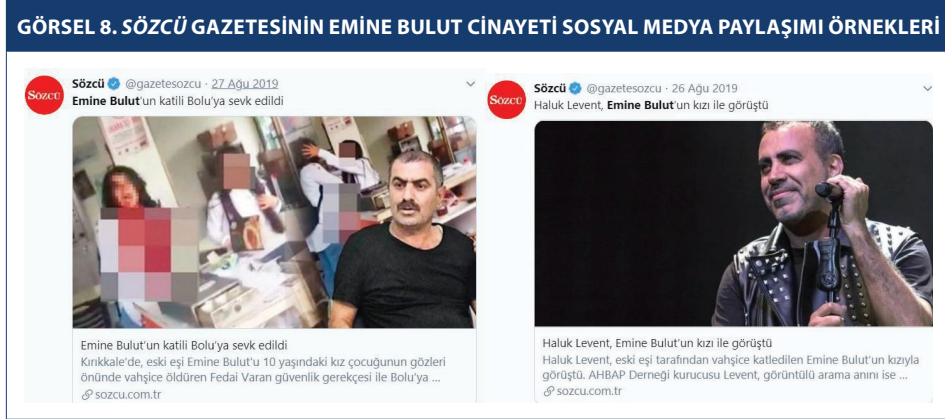 GÖRSEL 8. SÖZCÜ GAZETESİNİN EMİNE BULUT CİNAYETİ SOSYAL MEDYA PAYLAŞIMI ÖRNEKLERİ
SÖZCÜ
Sözcü @gazetesozcu · 27 Ağu 2019
Emine Bulut'un katili Bolu'ya sevk edildi
Emine Bulut'un katili Bolu'ya sevk edildi
Kırıkkale'de, eski eşi Emine Bulut'u 10 yaşındaki kız çocuğunun gözleri
önünde vahşice öldüren Fedai Varan güvenlik gerekçesi ile Bolu'ya ...
sozcu.com.tr
SÖZCÜ
Sözcü @gazetesozcu · 26 Ağu 2019
Haluk Levent, Emine Bulut'un kızı ile görüştü
Haluk Levent, Emine Bulut'un kızı ile görüştü
Haluk Levent, eski eşi tarafından vahşice katledilen Emine Bulut'un kızıyla
görüştü. AHBAP Derneği kurucusu Levent, görüntülü arama anını ise ...
sozcu.com.tr